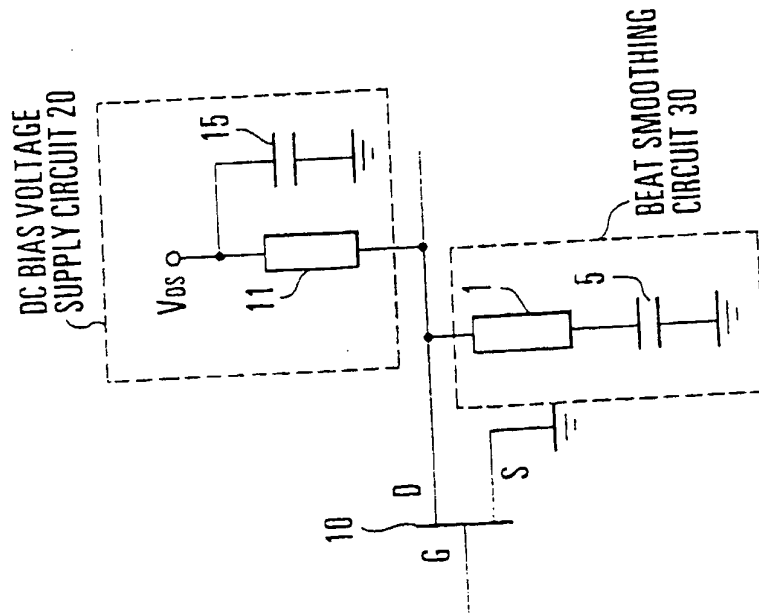 DC BIAS VOLTAGE
SUPPLY CIRCUIT 20
VDS
15
11
1
5
BEAT SMOOTHING
CIRCUIT 30
10
G
D
S